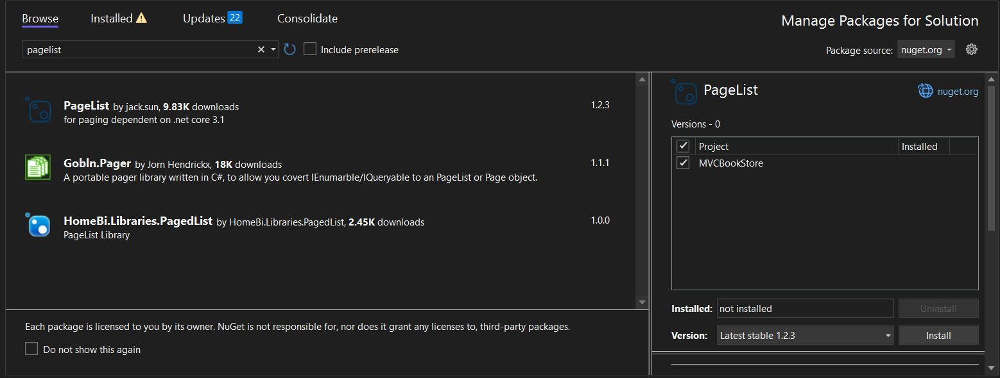 Browse Installed Updates 22 Consolidate
Manage Packages for Solution
pagelist
Include prerelease
Package source: nuget.org
PageList by jack.sun, 9.83K downloads 1.2.3
for paging dependent on .net core 3.1
Gobln.Pager by Jorn Hendrickx, 18K downloads 1.1.1
A portable pager library written in C#, to allow you covert IEnumarble/IQueryable to an PageList or Page object.
HomeBi.Libraries.PagedList by HomeBi.Libraries.PagedList, 2.45K downloads 1.0.0
PageList Library
Each package is licensed to you by its owner. NuGet is not responsible for, nor does it grant any licenses to, third-party packages.
Do not show this again
PageList nuget.org
Versions - 0
Project Installed
MVCBookStore
Installed: not installed Uninstall
Version: Latest stable 1.2.3 Install